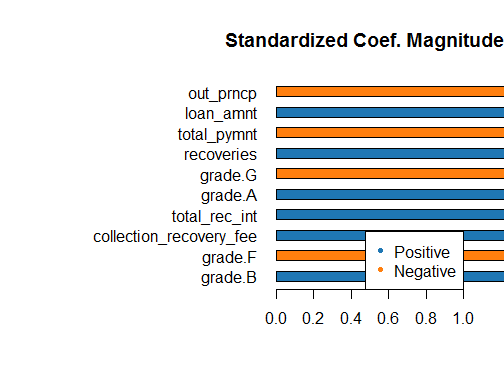 Standardized Coef. Magnitude
out_prncp
loan_amnt
total_pymnt
recoveries
grade.G
grade.A
total_rec_int
collection_recovery_fee
grade.F
grade.B
Positive
Negative
0.0 0.2 0.4 0.6 0.8 1.0